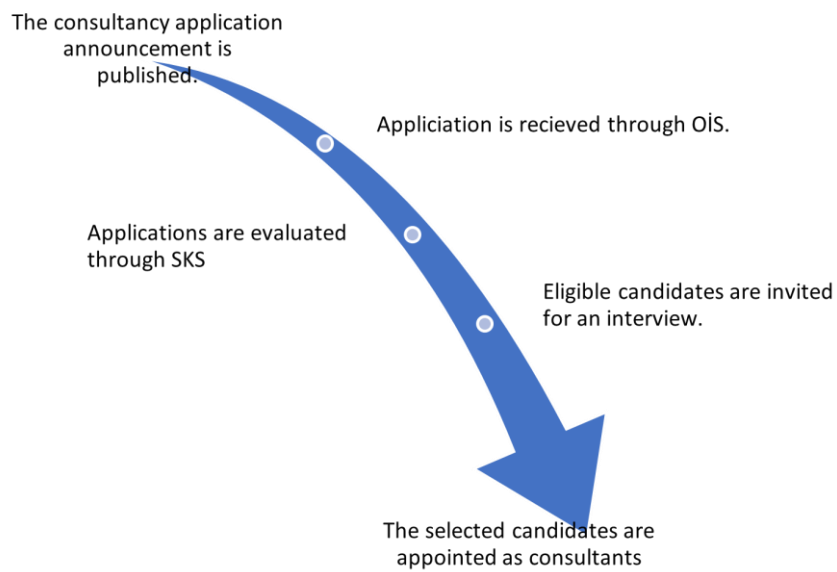 The consultancy application
announcement is
published.
Appliciation is recieved through OİS.
Applications are evaluated
through SKS
Eligible candidates are invited
for an interview.
The selected candidates are
appointed as consultants